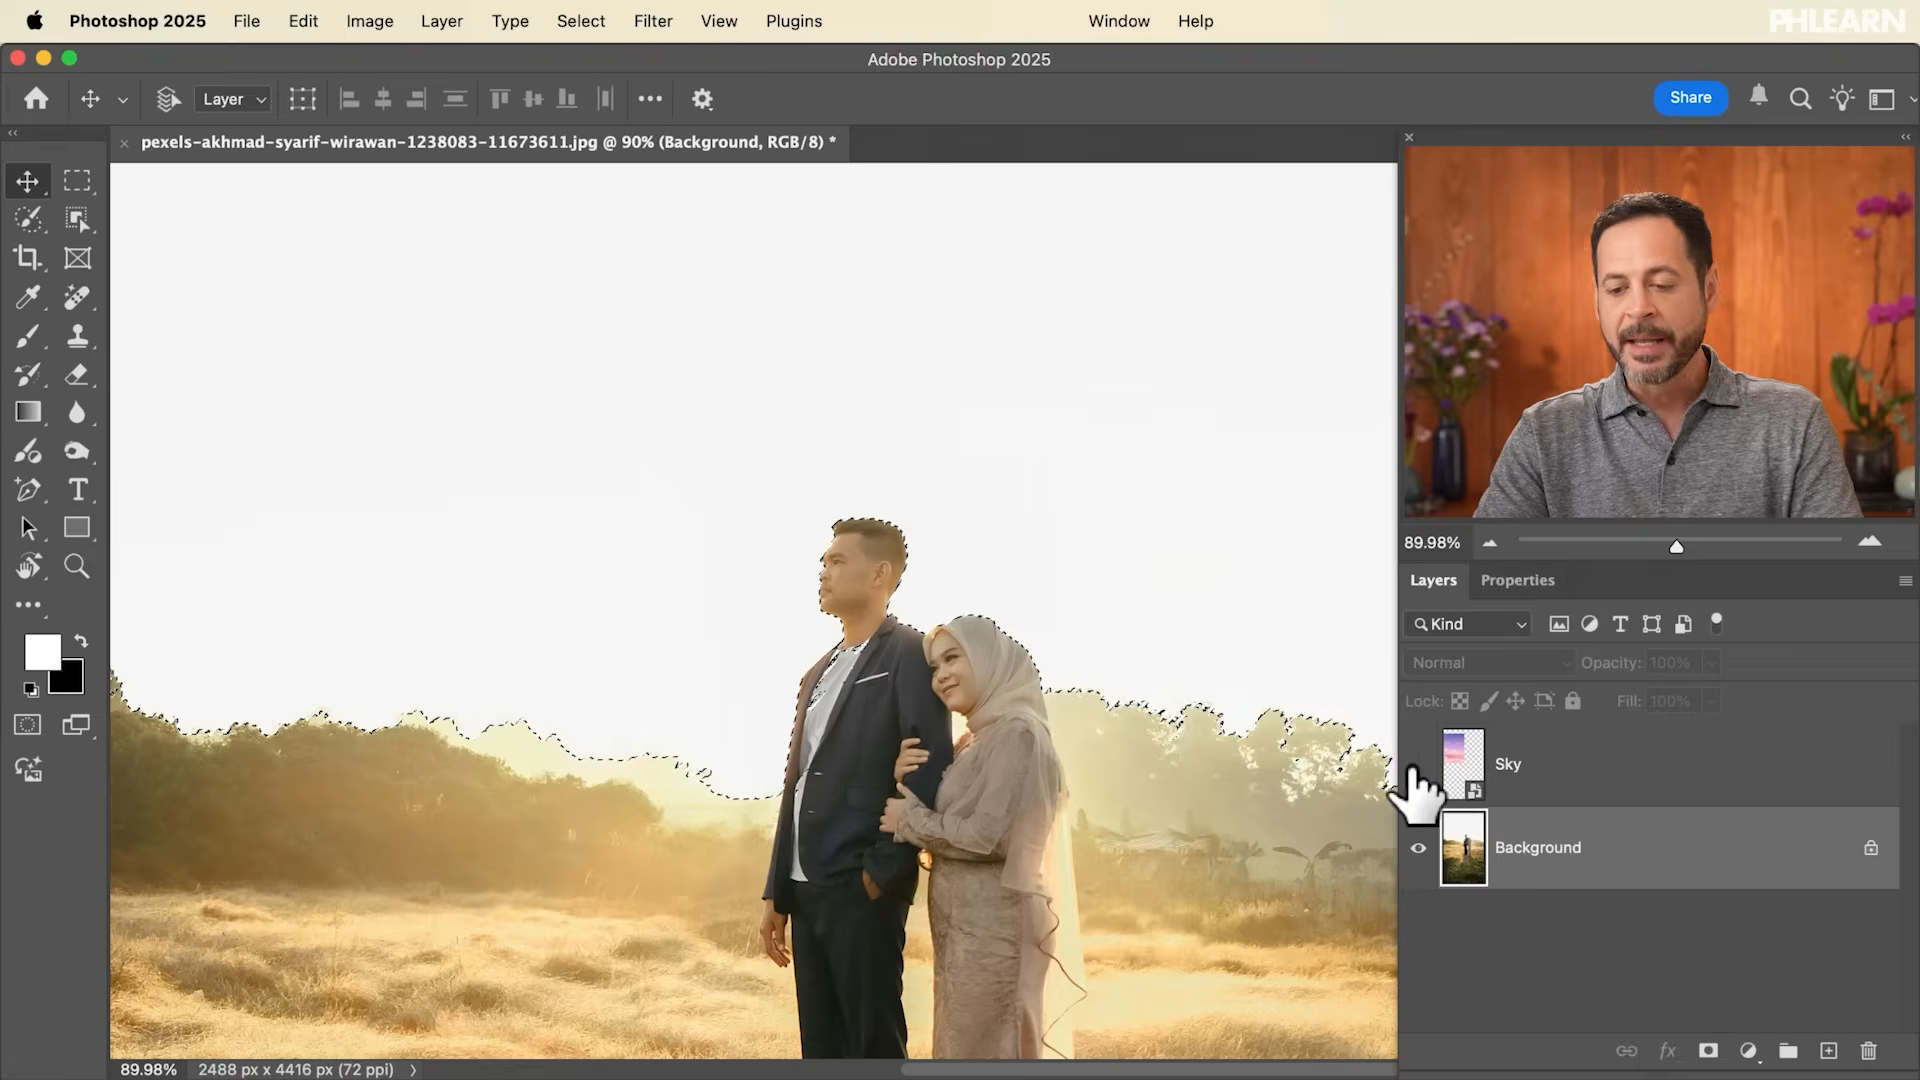 Photoshop 2025 File Edit Image Layer Type Select Filter View Plugins Window Help
PHLEARN
Adobe Photoshop 2025
Layer
Share
pexels-akhmad-syarif-wirawan-1238083-11673611.jpg @ 90% (Background, RGB/8) *
89.98%
Layers Properties
Kind
Normal Opacity: 100%
Lock: Fill: 100%
Sky
Background
fx
89.98% 2488 px x 4416 px (72 ppi)